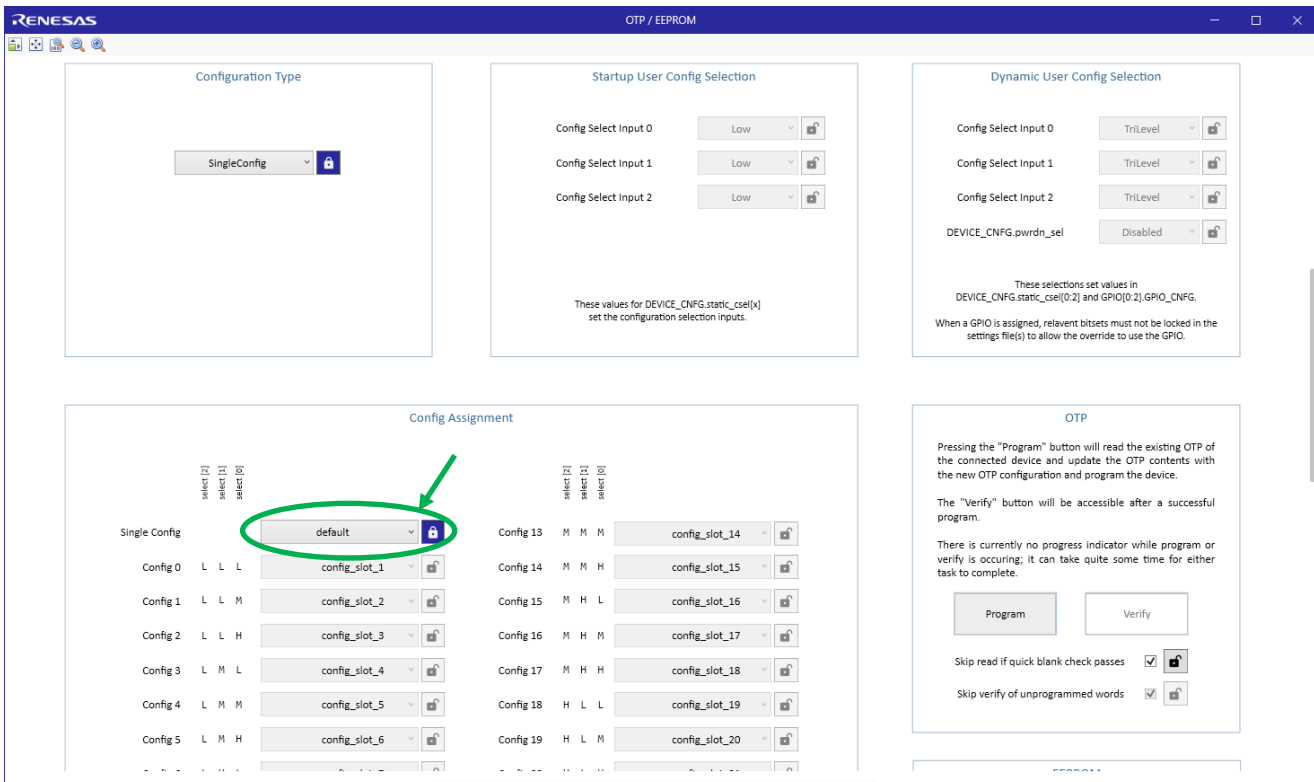 RENESAS
OTP / EEPROM
Configuration Type
SingleConfig
Startup User Config Selection
Config Select Input 0 Low
Config Select Input 1 Low
Config Select Input 2 Low
These values for DEVICE_CNFG.static_csel[x]
set the configuration selection inputs.
Dynamic User Config Selection
Config Select Input 0 TriLevel
Config Select Input 1 TriLevel
Config Select Input 2 TriLevel
DEVICE_CNFG.pwrdn_sel Disabled
These selections set values in
DEVICE_CNFG.static_csel[0:2] and GPIO[0:2].GPIO_CNFG.
When a GPIO is assigned, relavent bitsets must not be locked in the
settings file(s) to allow the override to use the GPIO.
Config Assignment
select [2]
select [1]
select [0]
Single Config default
Config 0 L L L config_slot_1
Config 1 L L M config_slot_2
Config 2 L L H config_slot_3
Config 3 L M L config_slot_4
Config 4 L M M config_slot_5
Config 5 L M H config_slot_6
select [2]
select [1]
select [0]
Config 13 M M M config_slot_14
Config 14 M M H config_slot_15
Config 15 M H L config_slot_16
Config 16 M H M config_slot_17
Config 17 M H H config_slot_18
Config 18 H L L config_slot_19
Config 19 H L M config_slot_20
OTP
Pressing the "Program" button will read the existing OTP of
the connected device and update the OTP contents with
the new OTP configuration and program the device.
The "Verify" button will be accessible after a successful
program.
There is currently no progress indicator while program or
verify is occuring; it can take quite some time for either
task to complete.
Program Verify
Skip read if quick blank check passes
Skip verify of unprogrammed words